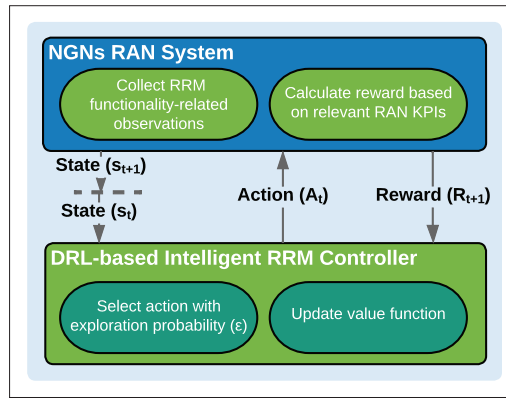 NGNs RAN System
Collect RRM
functionality-related
observations
Calculate reward based
on relevant RAN KPIs
State (sₜ₊₁)
State (sₜ)
Action (Aₜ)
Reward (Rₜ₊₁)
DRL-based Intelligent RRM Controller
Select action with
exploration probability (ε)
Update value function